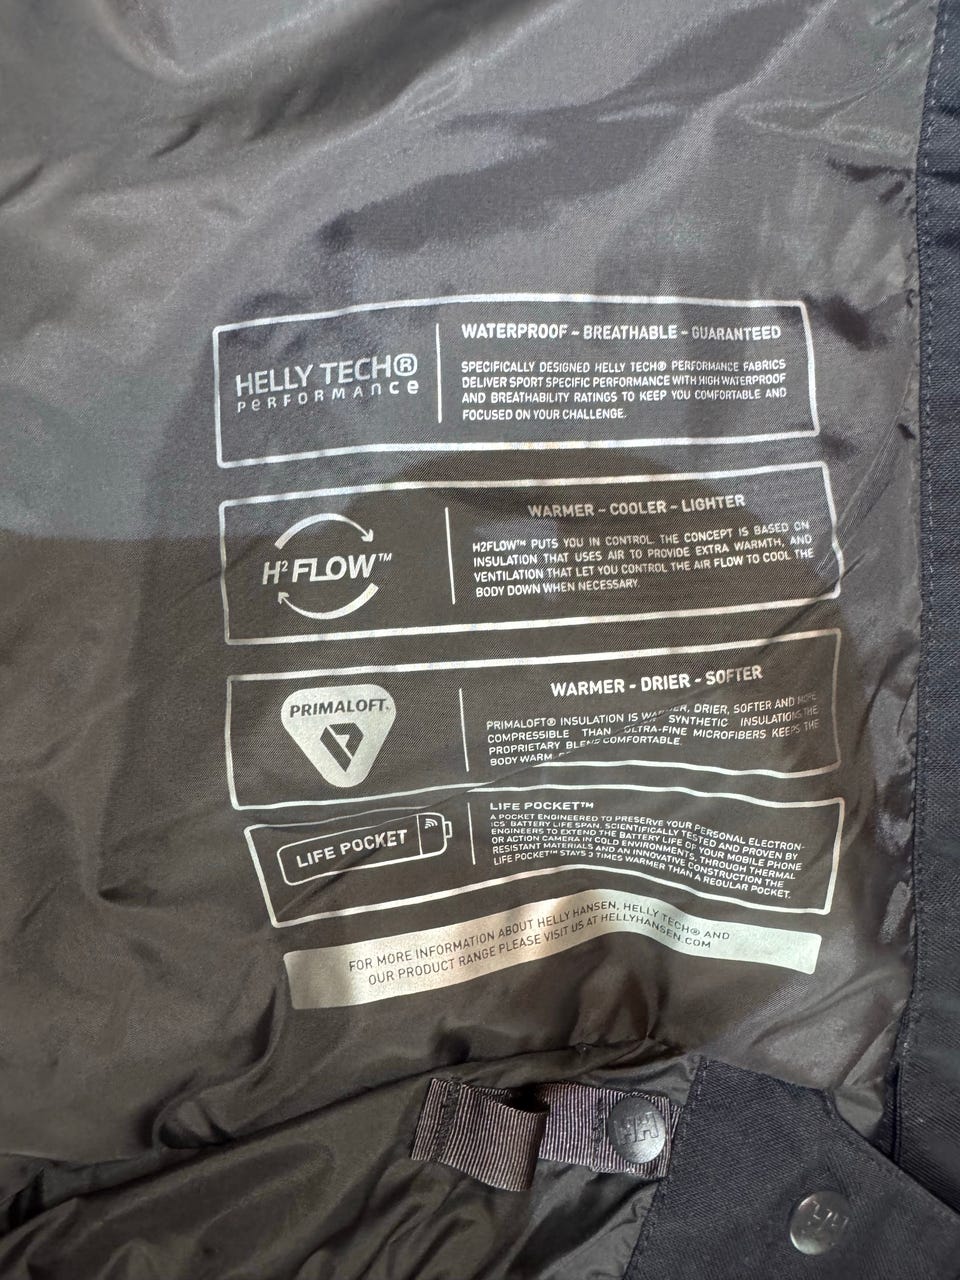 HELLY TECH®
PERFORMANCE
WATERPROOF - BREATHABLE - GUARANTEED
SPECIFICALLY DESIGNED HELLY TECH® PERFORMANCE FABRICS
DELIVER SPORT SPECIFIC PERFORMANCE WITH HIGH WATERPROOF
AND BREATHABILITY RATINGS TO KEEP YOU COMFORTABLE AND
FOCUSED ON YOUR CHALLENGE.
H² FLOW™
WARMER - COOLER - LIGHTER
H2FLOW™ PUTS YOU IN CONTROL. THE CONCEPT IS BASED ON
INSULATION THAT USES AIR TO PROVIDE EXTRA WARMTH, AND
VENTILATION THAT LET YOU CONTROL THE AIR FLOW TO COOL THE
BODY DOWN WHEN NECESSARY.
PRIMALOFT®
WARMER - DRIER - SOFTER
PRIMALOFT® INSULATION IS WARMER, DRIER, SOFTER AND MORE
COMPRESSIBLE THAN SYNTHETIC INSULATIONS. THE
PROPRIETARY BLEND ULTRA-FINE MICROFIBERS KEEPS THE
BODY WARM, COMFORTABLE.
LIFE POCKET
LIFE POCKET™
A POCKET ENGINEERED TO PRESERVE YOUR PERSONAL ELECTRON-
ICS' BATTERY LIFE SPAN. SCIENTIFICALLY TESTED AND PROVEN BY
ENGINEERS TO EXTEND THE BATTERY LIFE OF YOUR MOBILE PHONE
OR ACTION CAMERA IN COLD ENVIRONMENTS, THROUGH THERMAL
RESISTANT MATERIALS AND AN INNOVATIVE CONSTRUCTION THE
LIFE POCKET™ STAYS 3 TIMES WARMER THAN A REGULAR POCKET.
FOR MORE INFORMATION ABOUT HELLY HANSEN, HELLY TECH® AND
OUR PRODUCT RANGE PLEASE VISIT US AT HELLYHANSEN.COM
HH
HH